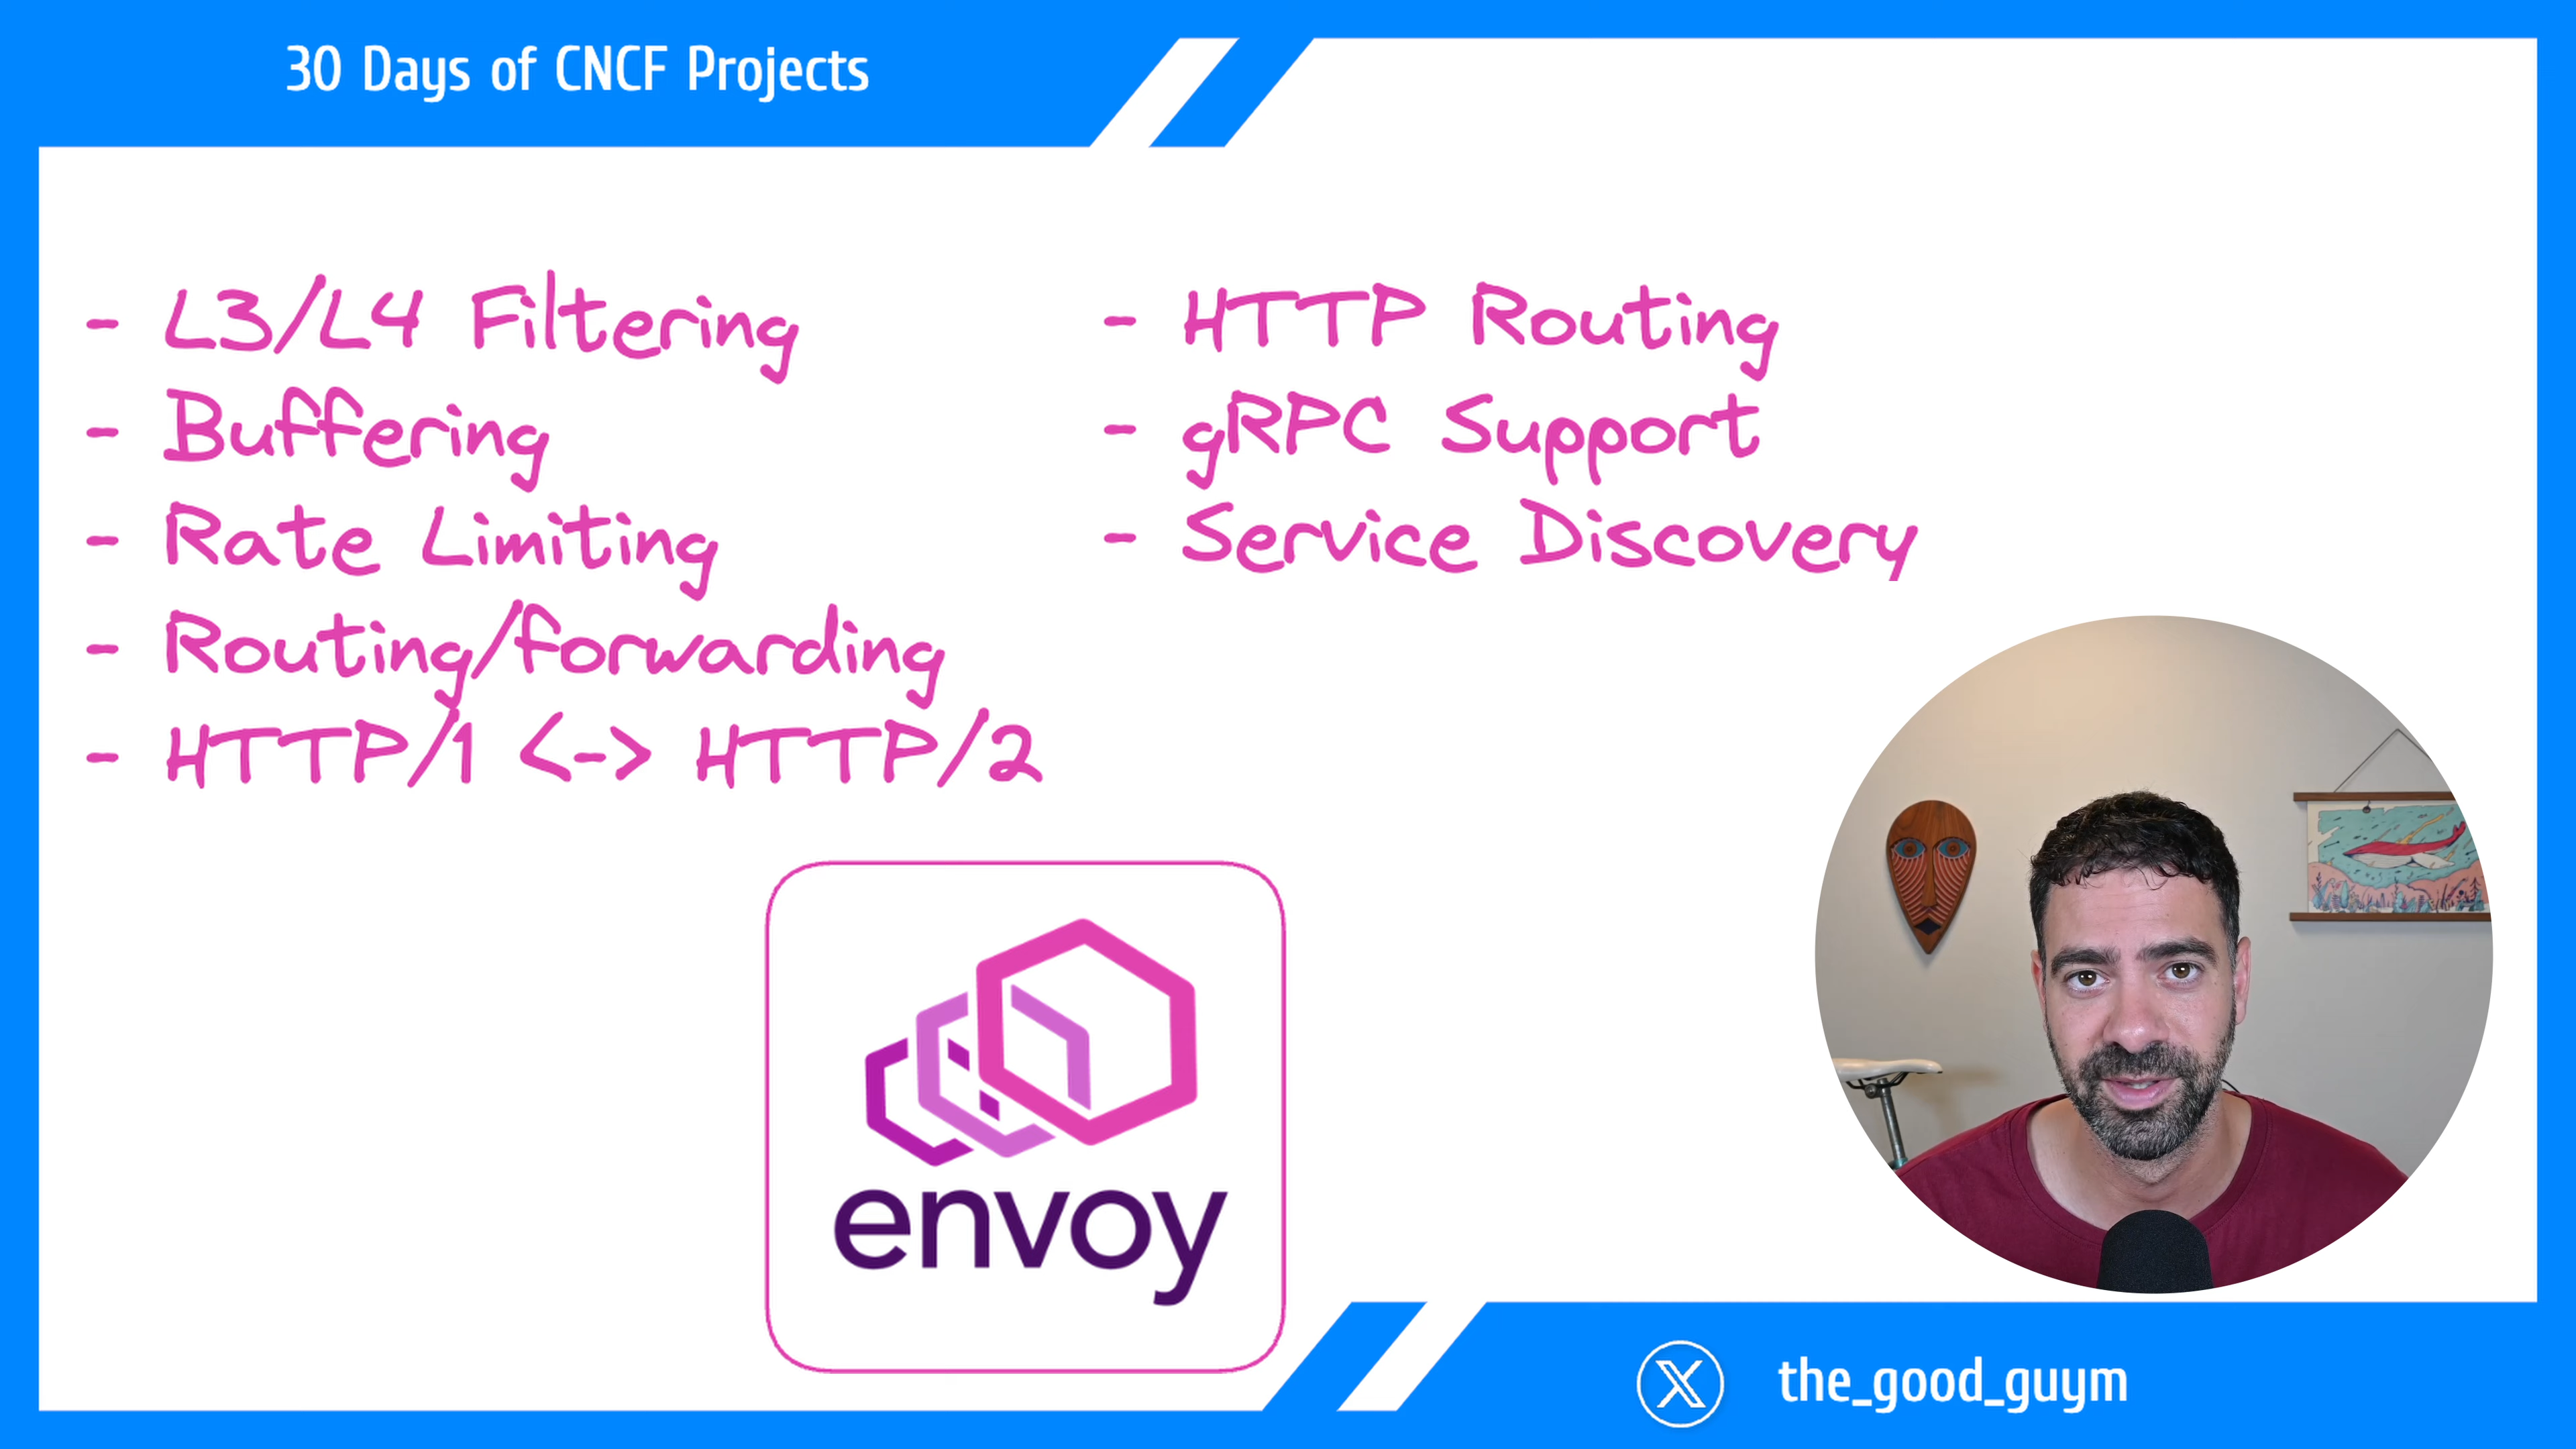 30 Days of CNCF Projects
- L3/L4 Filtering
- Buffering
- Rate Limiting
- Routing/forwarding
- HTTP/1 <-> HTTP/2
- HTTP Routing
- gRPC Support
- Service Discovery
envoy
the_good_guym